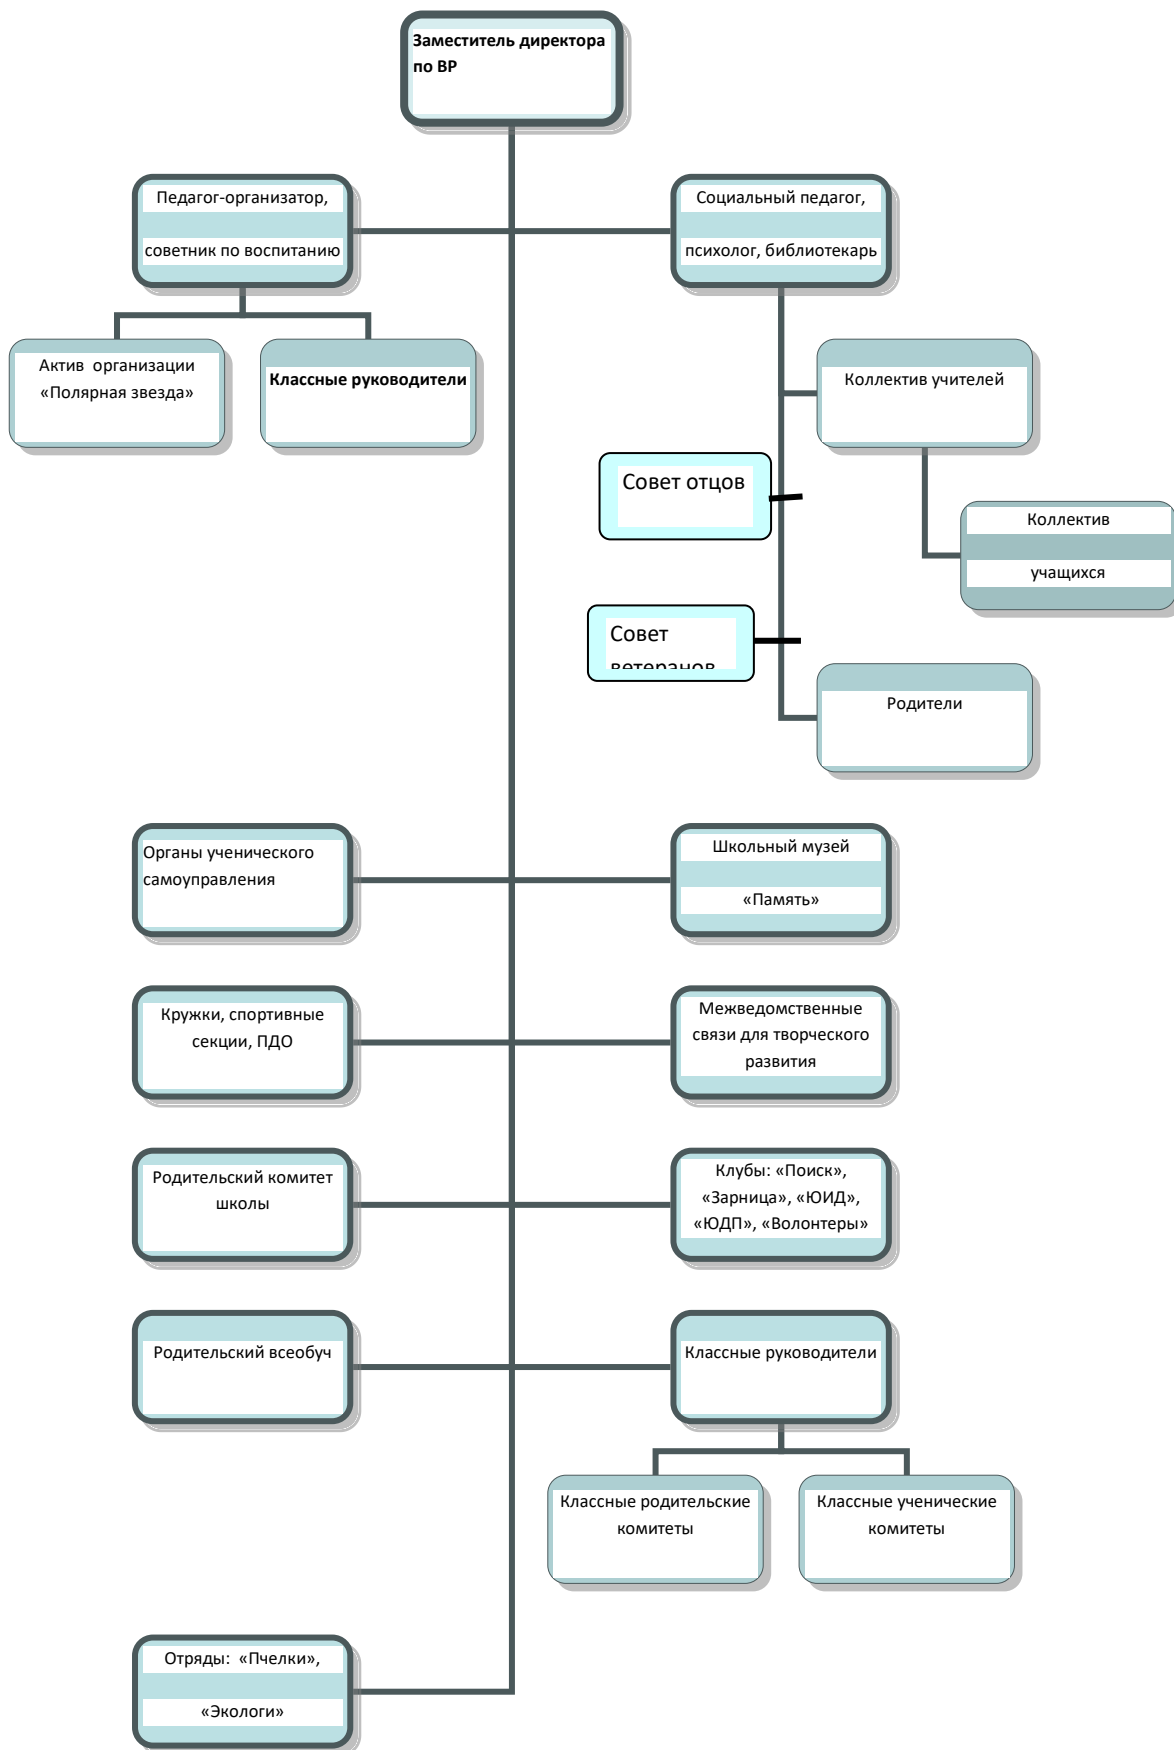 Заместитель директора
по ВР
Педагог-организатор,
советник по воспитанию
Социальный педагог,
психолог, библиотекарь
Актив организации
«Полярная звезда»
Классные руководители
Коллектив учителей
Совет отцов
Коллектив
учащихся
Совет
ветеранов
Родители
Органы ученического
самоуправления
Школьный музей
«Память»
Кружки, спортивные
секции, ПДО
Межведомственные
связи для творческого
развития
Родительский комитет
школы
Клубы: «Поиск»,
«Зарница», «ЮИД»,
«ЮДП», «Волонтеры»
Родительский всеобуч
Классные руководители
Классные родительские
комитеты
Классные ученические
комитеты
Отряды: «Пчелки»,
«Экологи»